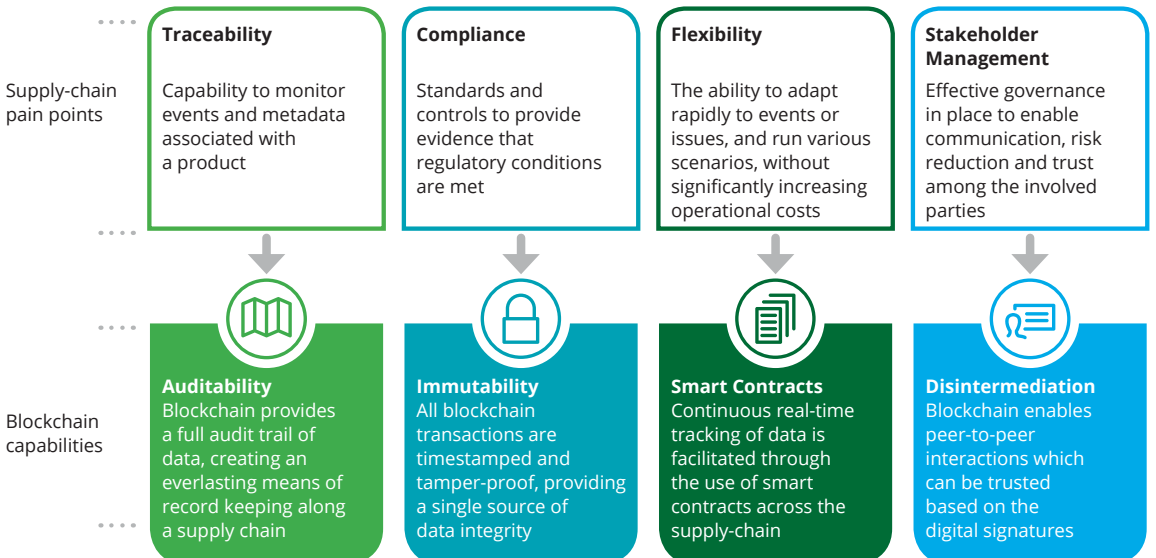 Supply-chain
pain points
Traceability
Capability to monitor
events and metadata
associated with
a product
Compliance
Standards and
controls to provide
evidence that
regulatory conditions
are met
Flexibility
The ability to adapt
rapidly to events or
issues, and run various
scenarios, without
significantly increasing
operational costs
Stakeholder
Management
Effective governance
in place to enable
communication, risk
reduction and trust
among the involved
parties
Blockchain
capabilities
Auditability
Blockchain provides
a full audit trail of
data, creating an
everlasting means of
record keeping along
a supply chain
Immutability
All blockchain
transactions are
timestamped and
tamper-proof, providing
a single source of
data integrity
Smart Contracts
Continuous real-time
tracking of data is
facilitated through
the use of smart
contracts across the
supply-chain
Disintermediation
Blockchain enables
peer-to-peer
interactions which
can be trusted
based on the
digital signatures